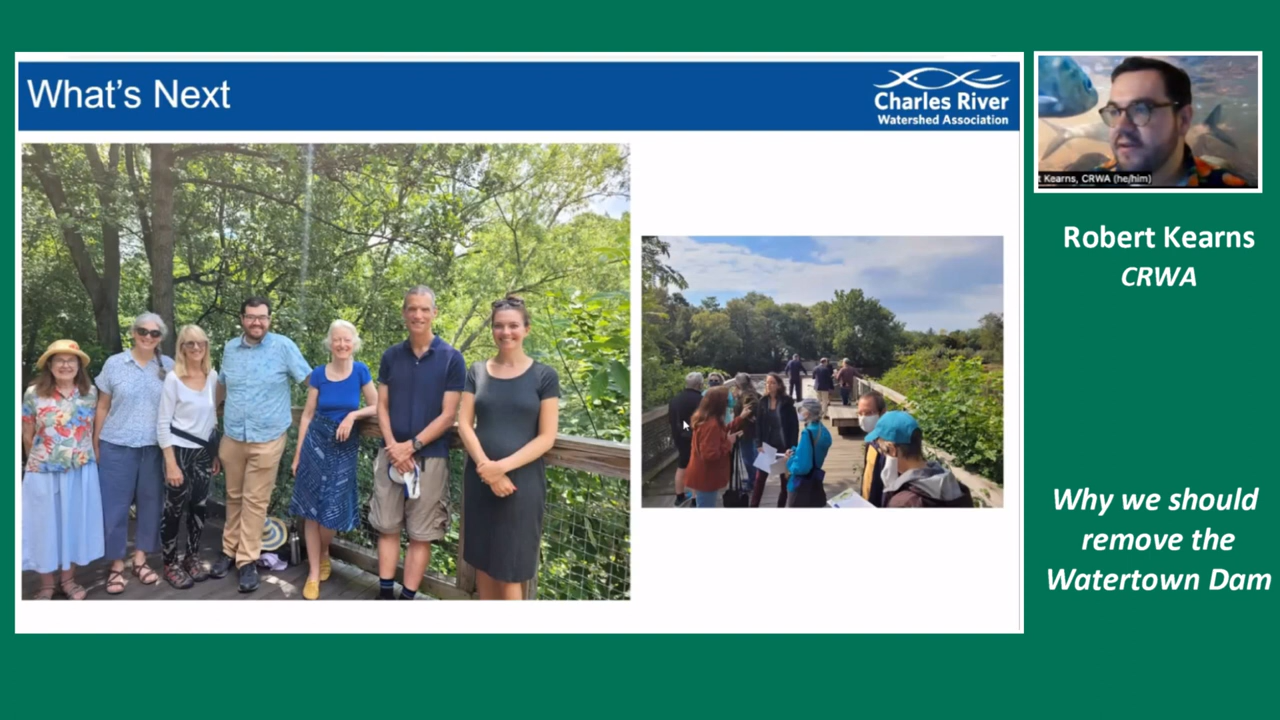 What's Next
Charles River
Watershed Association
t Kearns, CRWA (he/him)
Robert Kearns
CRWA
Why we should
remove the
Watertown Dam